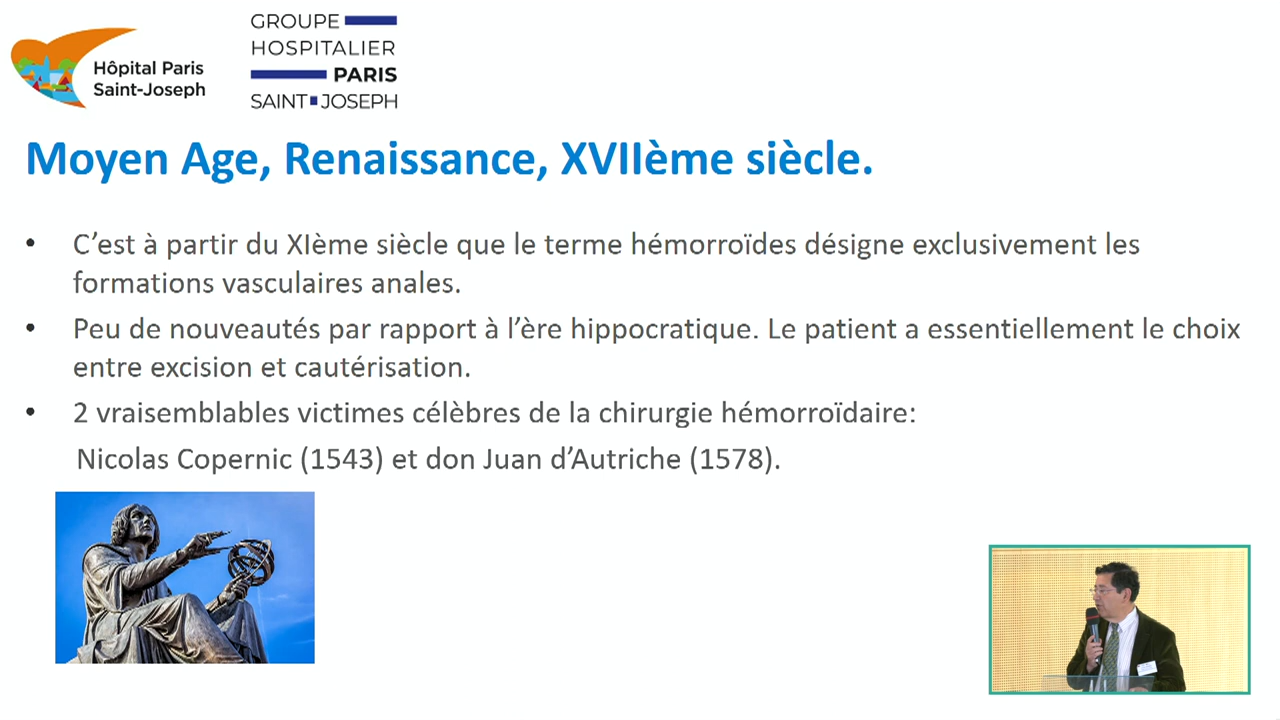 Hôpital Paris
Saint-Joseph
GROUPE
HOSPITALIER
PARIS
SAINT JOSEPH
Moyen Age, Renaissance, XVIIème siècle.
• C’est à partir du XIème siècle que le terme hémorroïdes désigne exclusivement les
formations vasculaires anales.
• Peu de nouveautés par rapport à l’ère hippocratique. Le patient a essentiellement le choix
entre excision et cautérisation.
• 2 vraisemblables victimes célèbres de la chirurgie hémorroïdaire:
Nicolas Copernic (1543) et don Juan d’Autriche (1578).